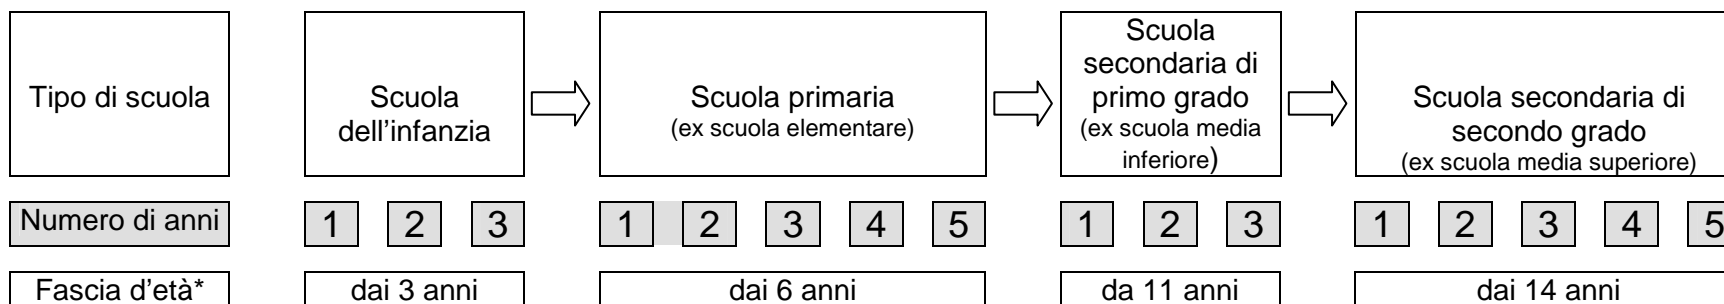 Tipo di scuola
Scuola
dell’infanzia
Scuola primaria
(ex scuola elementare)
Scuola
secondaria di
primo grado
(ex scuola media
inferiore)
Scuola secondaria di
secondo grado
(ex scuola media superiore)
Numero di anni
1 2 3
1 2 3 4 5
1 2 3
1 2 3 4 5
Fascia d'età*
dai 3 anni
dai 6 anni
da 11 anni
dai 14 anni